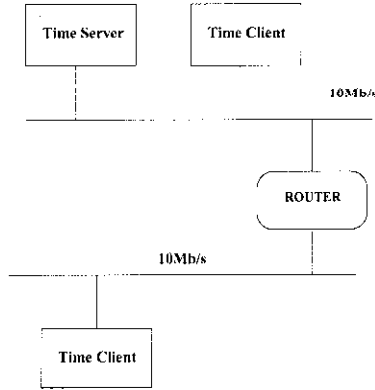 Time Server
Time Client
10Mb/s
ROUTER
10Mb/s
Time Client